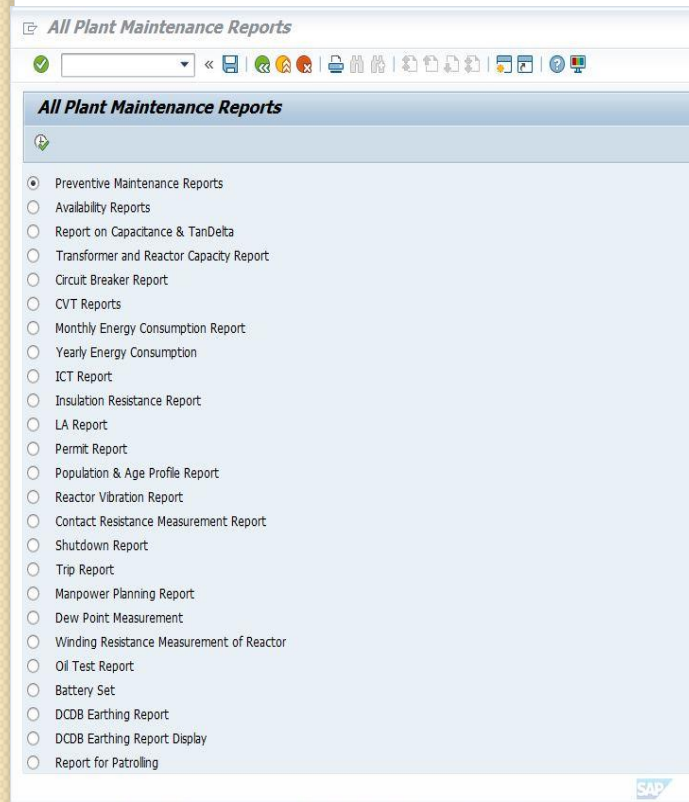 All Plant Maintenance Reports
All Plant Maintenance Reports
Preventive Maintenance Reports
Availability Reports
Report on Capacitance & TanDelta
Transformer and Reactor Capacity Report
Circuit Breaker Report
CVT Reports
Monthly Energy Consumption Report
Yearly Energy Consumption
ICT Report
Insulation Resistance Report
LA Report
Permit Report
Population & Age Profile Report
Reactor Vibration Report
Contact Resistance Measurement Report
Shutdown Report
Trip Report
Manpower Planning Report
Dew Point Measurement
Winding Resistance Measurement of Reactor
Oil Test Report
Battery Set
DCDB Earthing Report
DCDB Earthing Report Display
Report for Patrolling
SAP